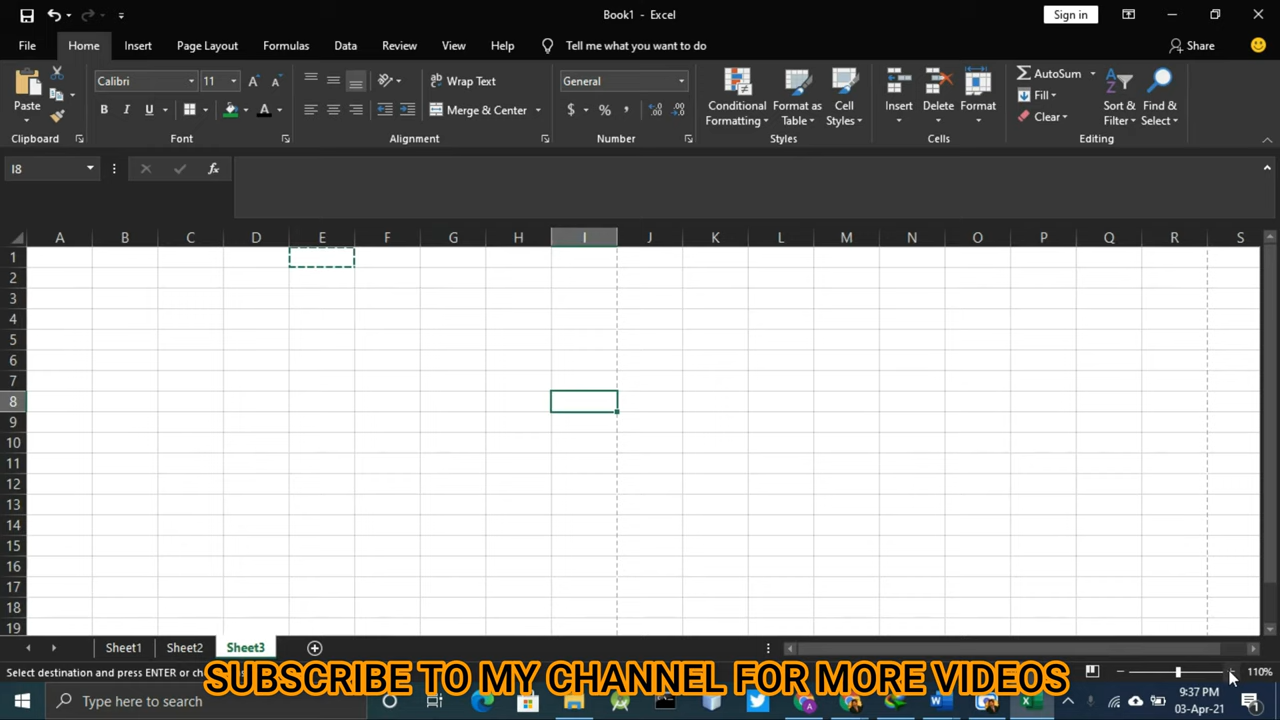 Book1 - Excel
Sign in
File Home Insert Page Layout Formulas Data Review View Help Tell me what you want to do Share
Paste
Calibri 11
B I U A
Wrap Text
Merge & Center
General
$ % ,
Conditional Formatting
Format as Table
Cell Styles
Insert Delete Format
AutoSum
Fill
Clear
Sort & Filter
Find & Select
Clipboard Font Alignment Number Styles Cells Editing
I8 fx
A B C D E F G H I J K L M N O P Q R S
1
2
3
4
5
6
7
8
9
10
11
12
13
14
15
16
17
18
19
Sheet1 Sheet2 Sheet3
Select destination and press ENTER or ch
110%
SUBSCRIBE TO MY CHANNEL FOR MORE VIDEOS
Type here to search
9:37 PM
03-Apr-21